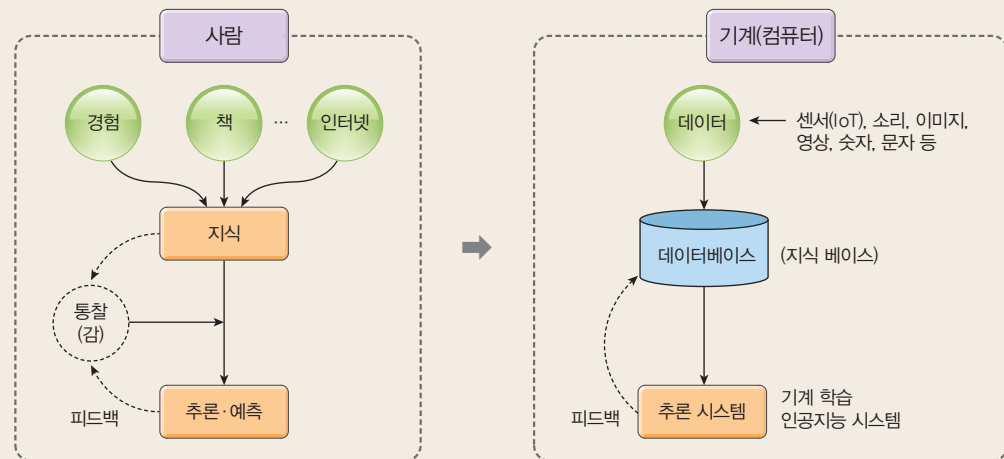 사람
경험
책
…
인터넷
지식
통찰
(감)
피드백
추론·예측
기계(컴퓨터)
데이터
센서(IoT), 소리, 이미지,
영상, 숫자, 문자 등
데이터베이스
(지식 베이스)
피드백
추론 시스템
기계 학습
인공지능 시스템